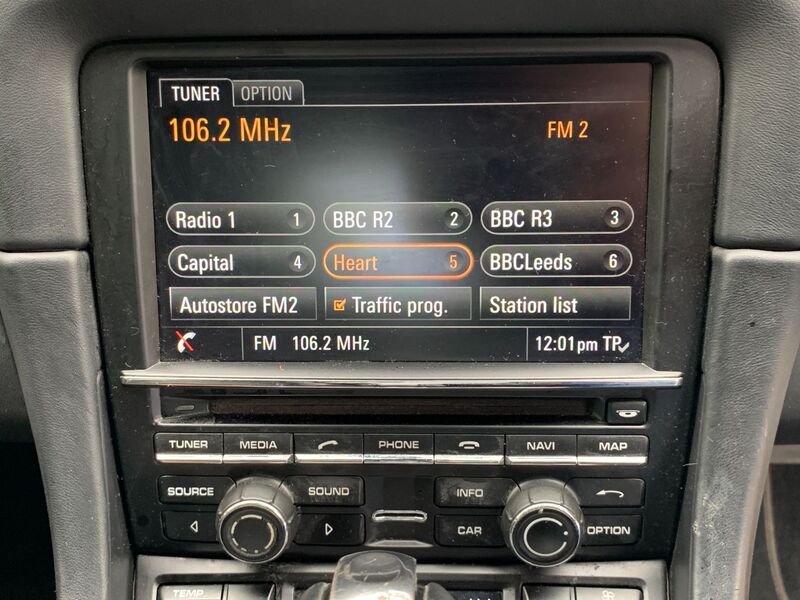 TUNER OPTION
106.2 MHz FM 2
Radio 1 1 BBC R2 2 BBC R3 3
Capital 4 Heart 5 BBCLeeds 6
Autostore FM2 Traffic prog. Station list
FM 106.2 MHz 12:01pm TP
TUNER MEDIA PHONE NAVI MAP
SOURCE SOUND INFO
CAR OPTION
TEMP